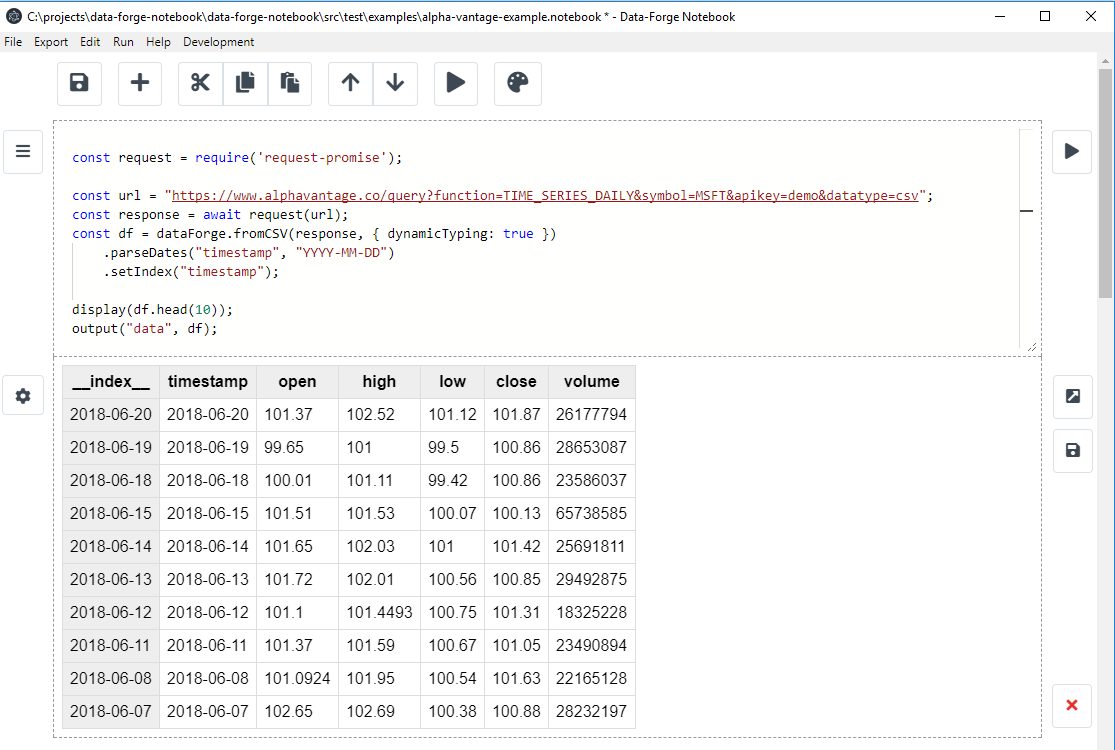 C:\projects\data-forge-notebook\data-forge-notebook\src\test\examples\alpha-vantage-example.notebook * - Data-Forge Notebook
File Export Edit Run Help Development
const request = require('request-promise');
const url = "https://www.alphavantage.co/query?function=TIME_SERIES_DAILY&symbol=MSFT&apikey=demo&datatype=csv";
const response = await request(url);
const df = dataForge.fromCSV(response, { dynamicTyping: true })
.parseDates("timestamp", "YYYY-MM-DD")
.setIndex("timestamp");
display(df.head(10));
output("data", df);
__index__ timestamp open high low close volume
2018-06-20 2018-06-20 101.37 102.52 101.12 101.87 26177794
2018-06-19 2018-06-19 99.65 101 99.5 100.86 28653087
2018-06-18 2018-06-18 100.01 101.11 99.42 100.86 23586037
2018-06-15 2018-06-15 101.51 101.53 100.07 100.13 65738585
2018-06-14 2018-06-14 101.65 102.03 101 101.42 25691811
2018-06-13 2018-06-13 101.72 102.01 100.56 100.85 29492875
2018-06-12 2018-06-12 101.1 101.4493 100.75 101.31 18325228
2018-06-11 2018-06-11 101.37 101.59 100.67 101.05 23490894
2018-06-08 2018-06-08 101.0924 101.95 100.54 101.63 22165128
2018-06-07 2018-06-07 102.65 102.69 100.38 100.88 28232197